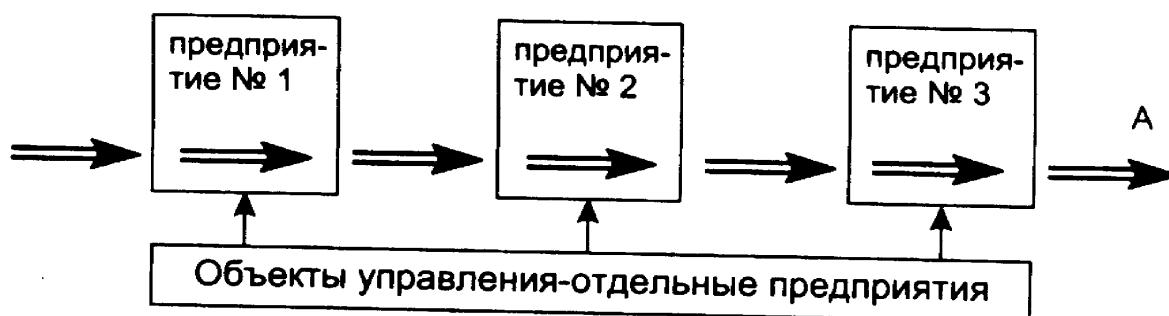 предприя-
тие № 1
предприя-
тие № 2
предприя-
тие № 3
А
Объекты управления-отдельные предприятия